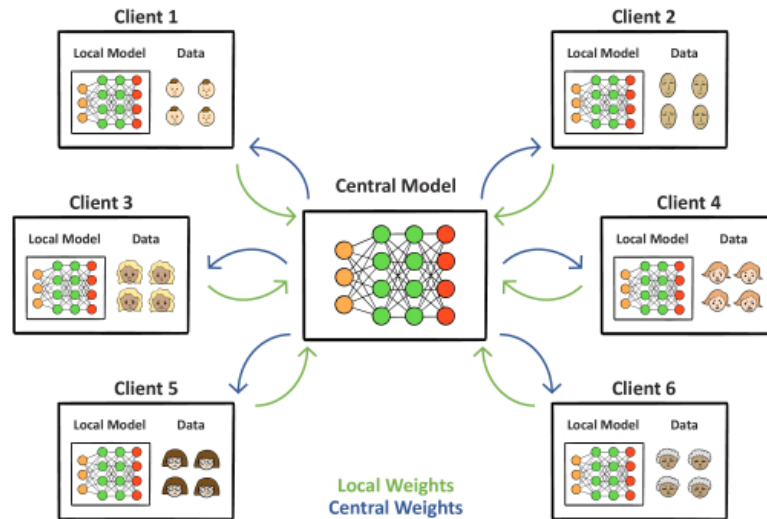 Client 1
Client 2
Local Model Data
Local Model Data
Central Model
Client 3
Client 4
Local Model Data
Local Model Data
Client 5
Client 6
Local Model Data
Local Model Data
Local Weights
Central Weights